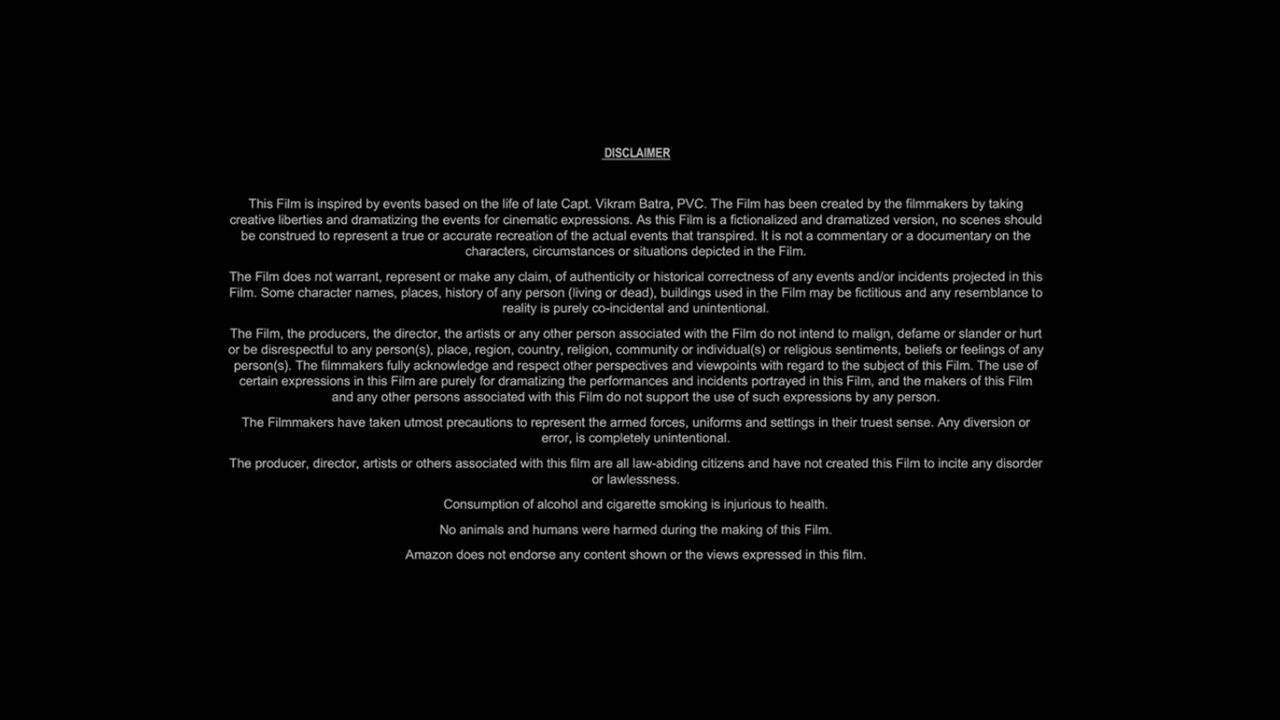 DISCLAIMER
This Film is inspired by events based on the life of late Capt. Vikram Batra, PVC. The Film has been created by the filmmakers by taking
creative liberties and dramatizing the events for cinematic expressions. As this Film is a fictionalized and dramatized version, no scenes should
be construed to represent a true or accurate recreation of the actual events that transpired. It is not a commentary or a documentary on the
characters, circumstances or situations depicted in the Film.
The Film does not warrant, represent or make any claim, of authenticity or historical correctness of any events and/or incidents projected in this
Film. Some character names, places, history of any person (living or dead), buildings used in the Film may be fictitious and any resemblance to
reality is purely co-incidental and unintentional.
The Film, the producers, the director, the artists or any other person associated with the Film do not intend to malign, defame or slander or hurt
or be disrespectful to any person(s), place, region, country, religion, community or individual(s) or religious sentiments, beliefs or feelings of any
person(s). The filmmakers fully acknowledge and respect other perspectives and viewpoints with regard to the subject of this Film. The use of
certain expressions in this Film are purely for dramatizing the performances and incidents portrayed in this Film, and the makers of this Film
and any other persons associated with this Film do not support the use of such expressions by any person.
The Filmmakers have taken utmost precautions to represent the armed forces, uniforms and settings in their truest sense. Any diversion or
error, is completely unintentional.
The producer, director, artists or others associated with this film are all law-abiding citizens and have not created this Film to incite any disorder
or lawlessness.
Consumption of alcohol and cigarette smoking is injurious to health.
No animals and humans were harmed during the making of this Film.
Amazon does not endorse any content shown or the views expressed in this film.